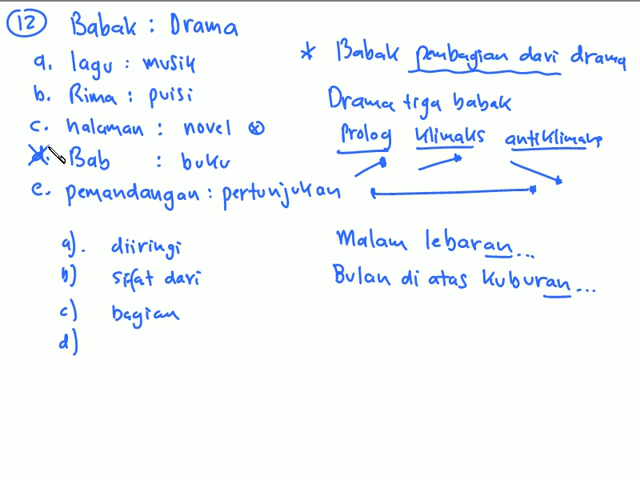 12 Babak : Drama
a. lagu : musik
b. Rima : puisi
c. halaman : novel
d. Bab : buku
e. pemandangan : pertunjukan
a). diiringi
b) sifat dari
c) bagian
d)
* Babak pembagian dari drama
Drama tiga babak
Prolog klimaks antiklimaks
Malam lebaran...
Bulan di atas kuburan...